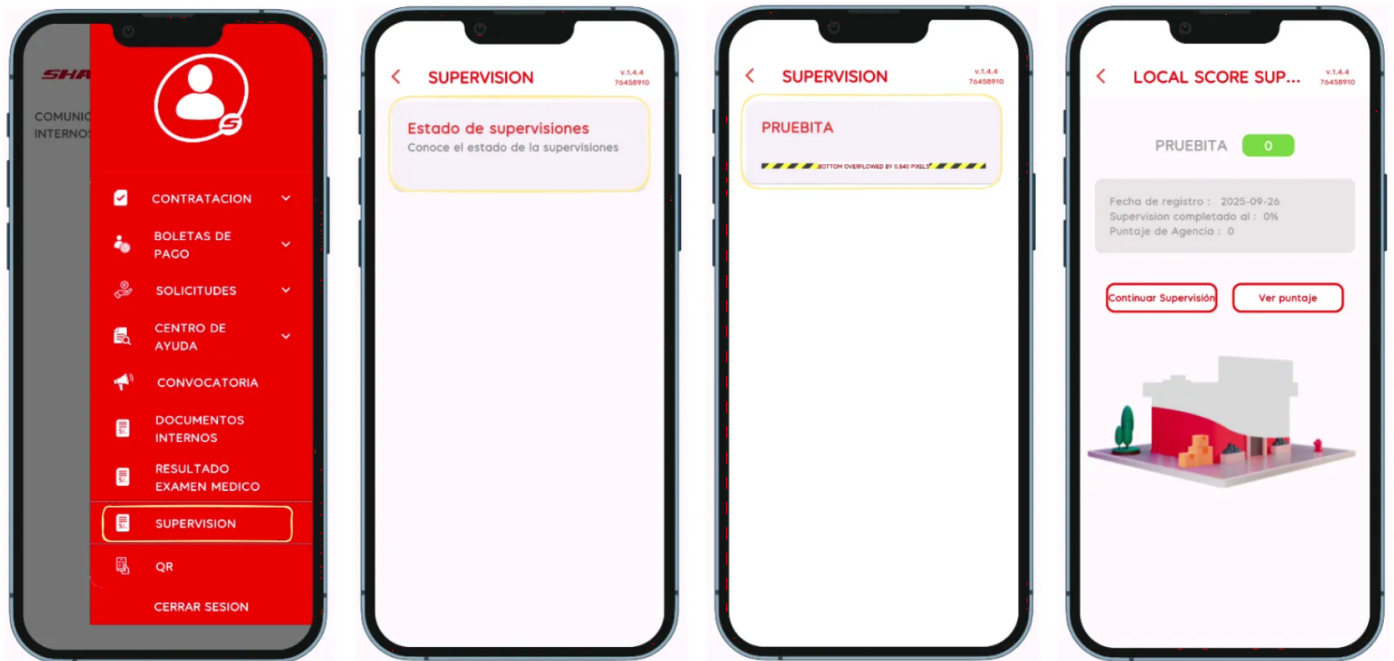 SHA
COMUNIC
INTERNOS
CONTRATACION
BOLETAS DE
PAGO
SOLICITUDES
CENTRO DE
AYUDA
CONVOCATORIA
DOCUMENTOS
INTERNOS
RESULTADO
EXAMEN MEDICO
SUPERVISION
QR
CERRAR SESION
SUPERVISION
v.1.4.4
76458910
Estado de supervisiones
Conoce el estado de la supervisiones
SUPERVISION
v.1.4.4
76458910
PRUEBITA
BOTTOM OVERFLOWED BY 0.640 PIXELS
LOCAL SCORE SUP...
v.1.4.4
76458910
PRUEBITA 0
Fecha de registro : 2025-09-26
Supervision completado al : 0%
Puntaje de Agencia : 0
Continuar Supervisión
Ver puntaje